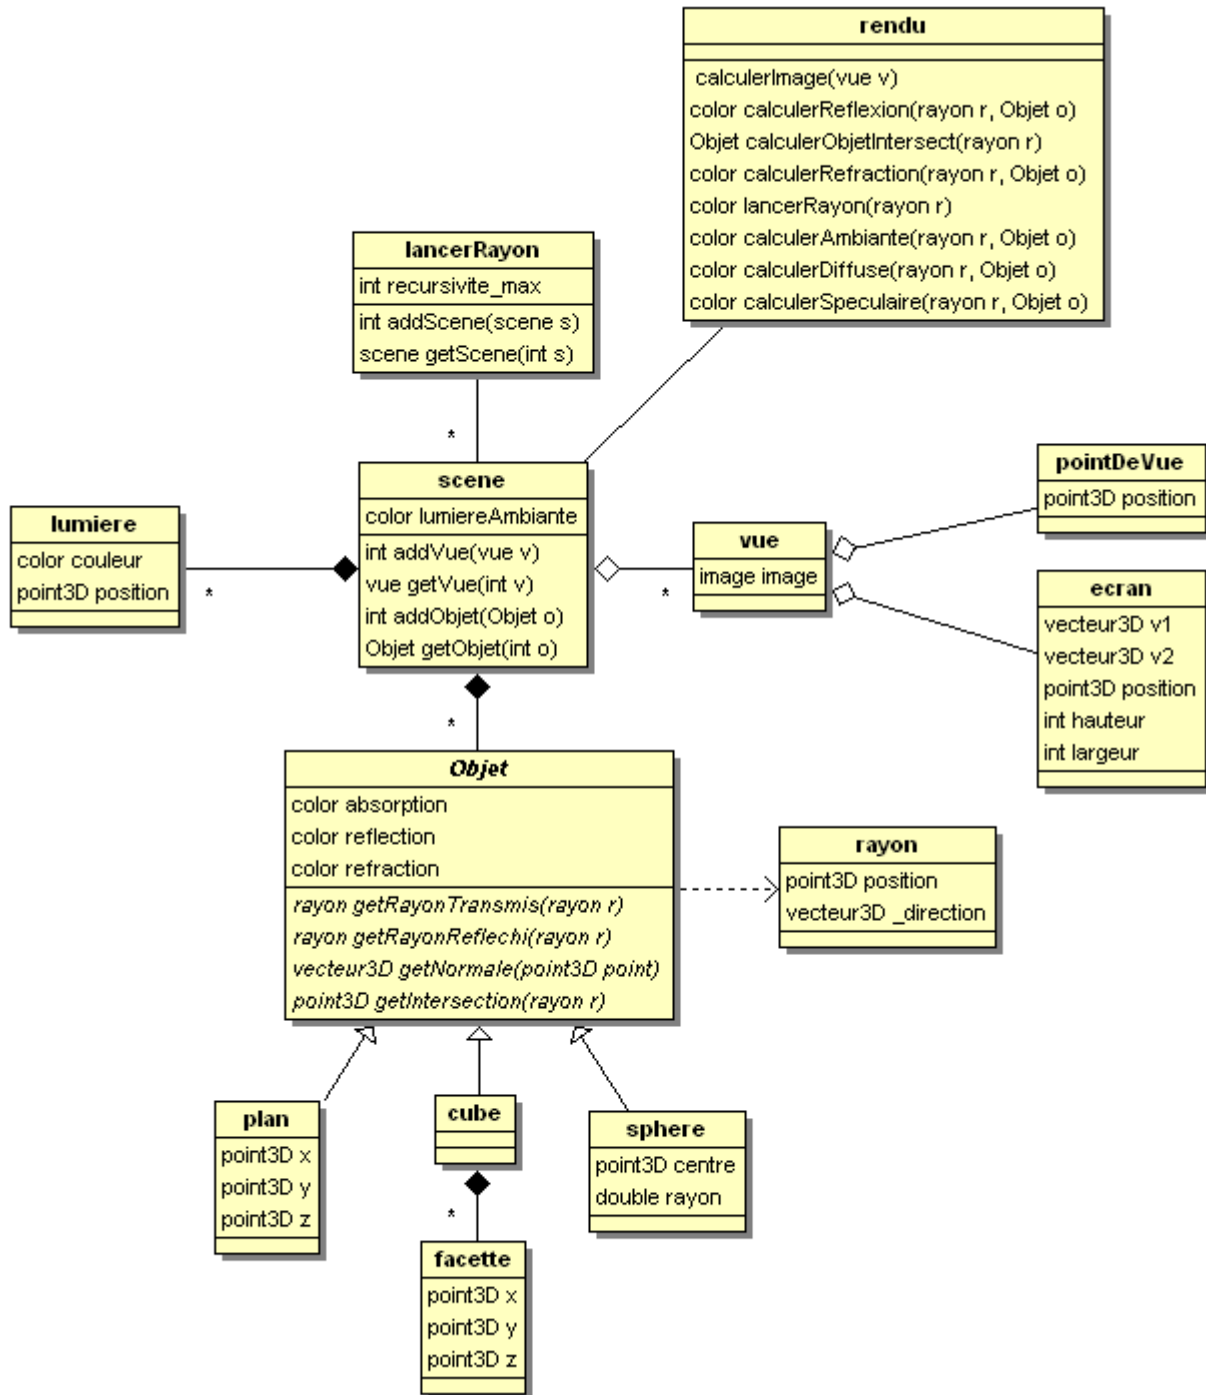 rendu
calculerImage(vue v)
color calculerReflexion(rayon r, Objet o)
Objet calculerObjetIntersect(rayon r)
color calculerRefraction(rayon r, Objet o)
color lancerRayon(rayon r)
color calculerAmbiante(rayon r, Objet o)
color calculerDiffuse(rayon r, Objet o)
color calculerSpeculaire(rayon r, Objet o)
lancerRayon
int recursivite_max
int addScene(scene s)
scene getScene(int s)
*
scene
color lumiereAmbiante
int addVue(vue v)
vue getVue(int v)
int addObjet(Objet o)
Objet getObjet(int o)
lumiere
color couleur
point3D position
*
*
vue
image image
pointDeVue
point3D position
ecran
vecteur3D v1
vecteur3D v2
point3D position
int hauteur
int largeur
*
Objet
color absorption
color reflection
color refraction
rayon getRayonTransmis(rayon r)
rayon getRayonReflechi(rayon r)
vecteur3D getNormale(point3D point)
point3D getIntersection(rayon r)
rayon
point3D position
vecteur3D _direction
plan
point3D x
point3D y
point3D z
cube
*
sphere
point3D centre
double rayon
facette
point3D x
point3D y
point3D z